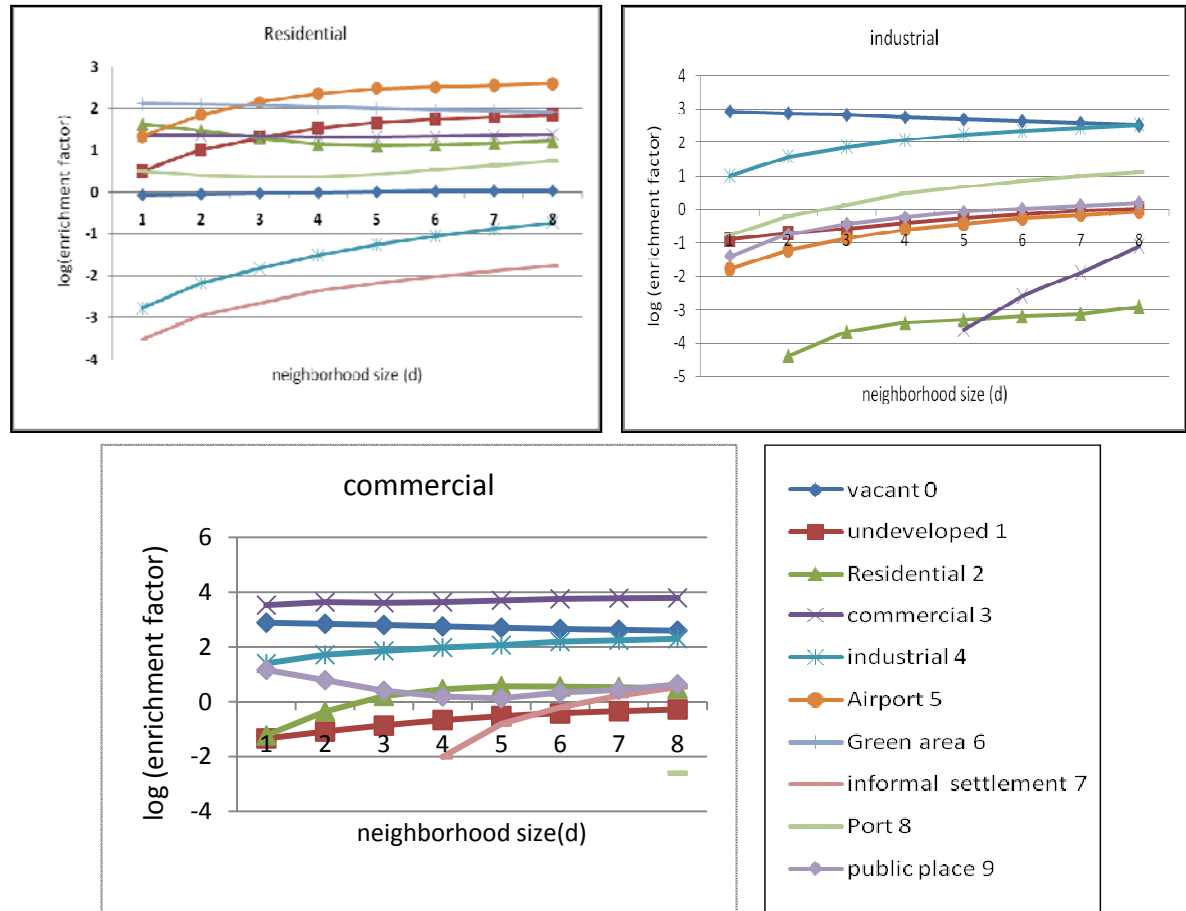 Residential
log(enrichment factor)
3
2
1
0
-1
-2
-3
-4
1 2 3 4 5 6 7 8
neighborhood size (d)
industrial
log (enrichment factor)
4
3
2
1
0
-1
-2
-3
-4
-5
1 2 3 4 5 6 7 8
neighborhood size (d)
commercial
log (enrichment factor)
6
4
2
0
-2
-4
1 2 3 4 5 6 7 8
neighborhood size(d)
vacant 0
undeveloped 1
Residential 2
commercial 3
industrial 4
Airport 5
Green area 6
informal settlement 7
Port 8
public place 9